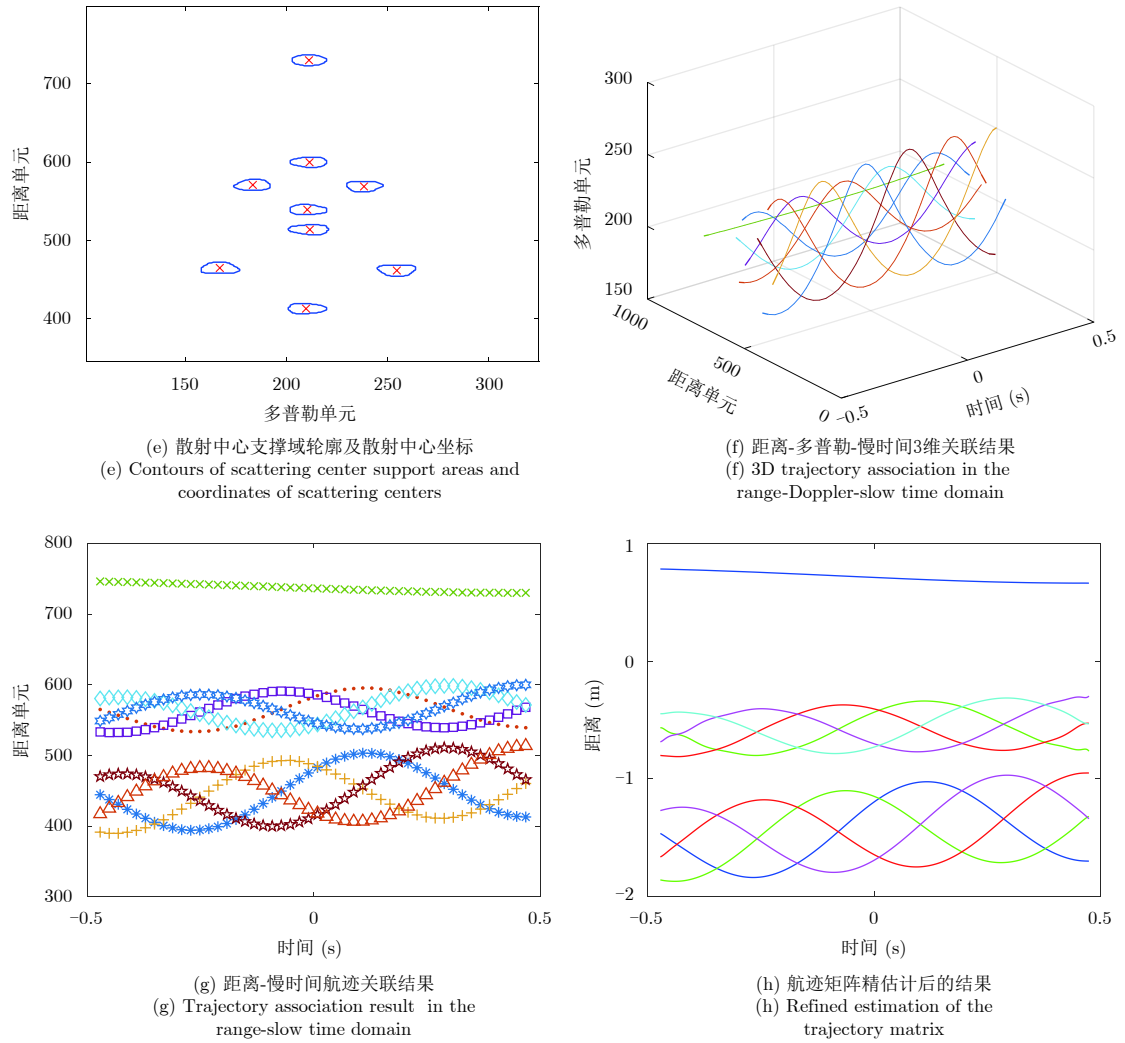 700
600
500
400
距离单元
150
200
250
300
多普勒单元
(e) 散射中心支撑域轮廓及散射中心坐标
(e) Contours of scattering center support areas and
coordinates of scattering centers
300
250
200
150
多普勒单元
1000
500
0
距离单元
-0.5
0
0.5
时间 (s)
(f) 距离-多普勒-慢时间3维关联结果
(f) 3D trajectory association in the
range-Doppler-slow time domain
800
700
600
500
400
300
距离单元
-0.5
0
0.5
时间 (s)
(g) 距离-慢时间航迹关联结果
(g) Trajectory association result in the
range-slow time domain
1
0
-1
-2
距离 (m)
-0.5
0
0.5
时间 (s)
(h) 航迹矩阵精估计后的结果
(h) Refined estimation of the
trajectory matrix